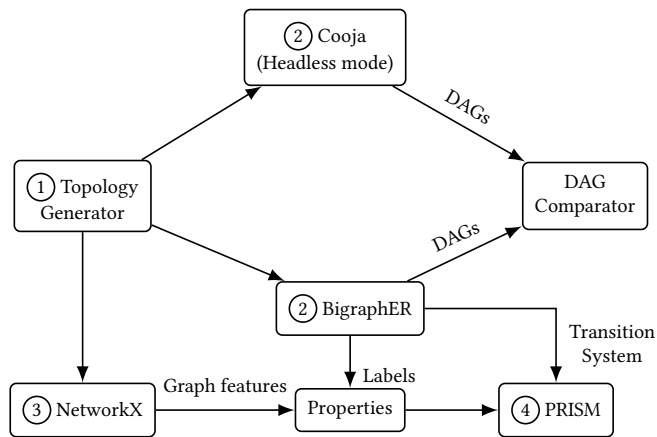 2 Cooja
(Headless mode)
DAGs
1 Topology
Generator
DAG
Comparator
DAGs
2 BigraphER
Transition
System
Graph features
Labels
3 NetworkX
Properties
4 PRISM